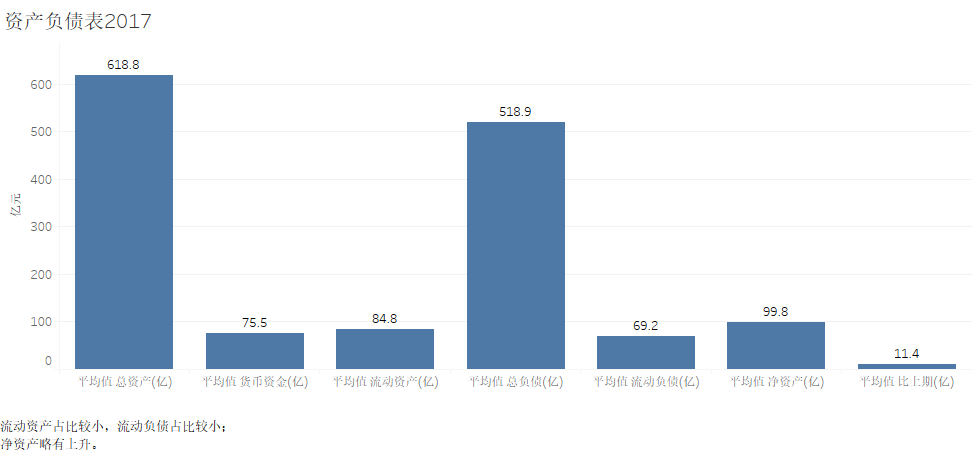 资产负债表2017
618.8
600
518.9
500
400
亿元
300
200
100
99.8
84.8
75.5
69.2
11.4
0
平均值 总资产(亿) 平均值 货币资金(亿) 平均值 流动资产(亿) 平均值 总负债(亿) 平均值 流动负债(亿) 平均值 净资产(亿) 平均值 比上期(亿)
流动资产占比较小，流动负债占比较小；
净资产略有上升。